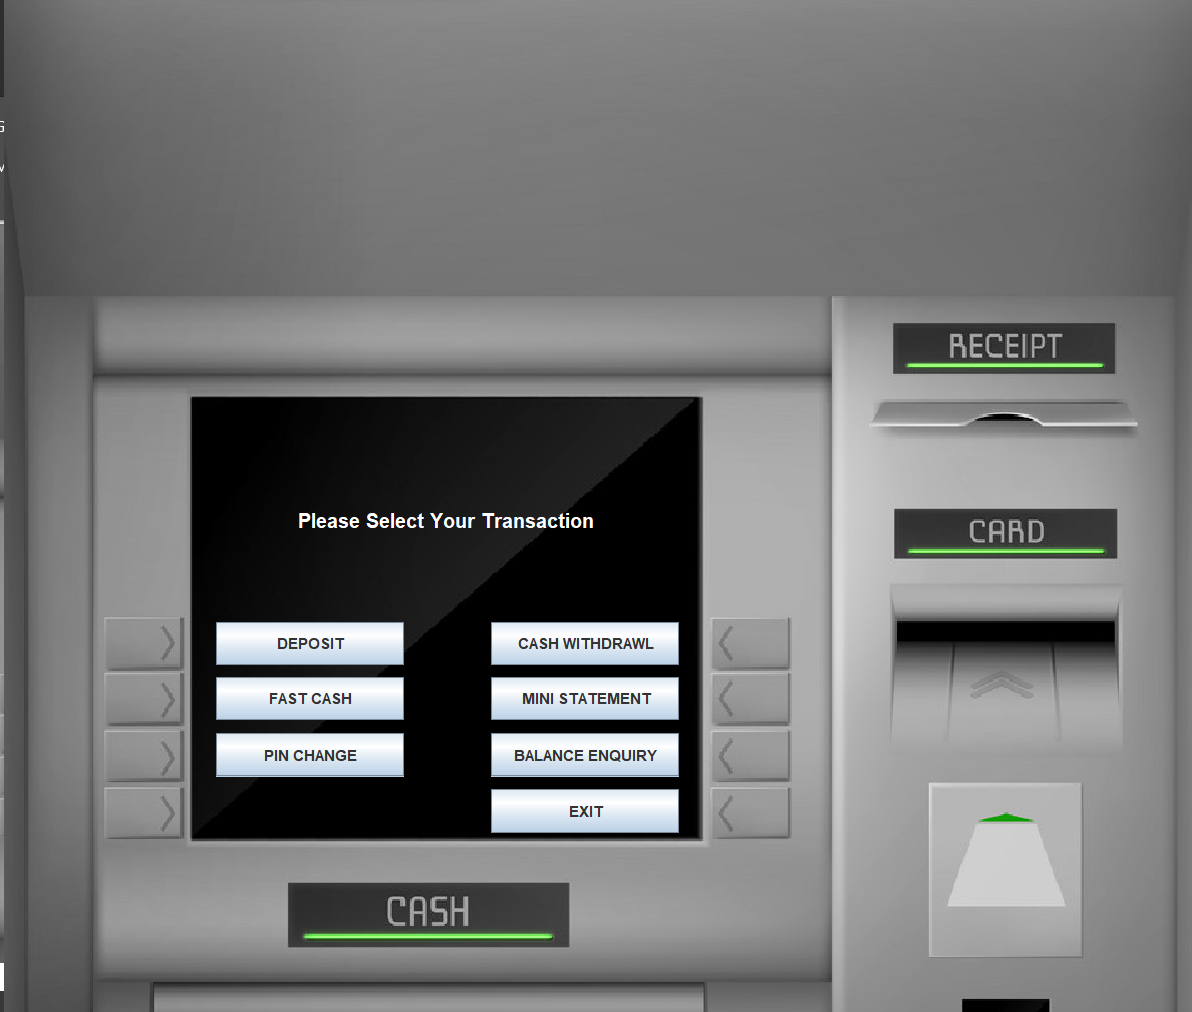 RECEIPT
Please Select Your Transaction
CARD
DEPOSIT
CASH WITHDRAWL
FAST CASH
MINI STATEMENT
PIN CHANGE
BALANCE ENQUIRY
EXIT
CASH